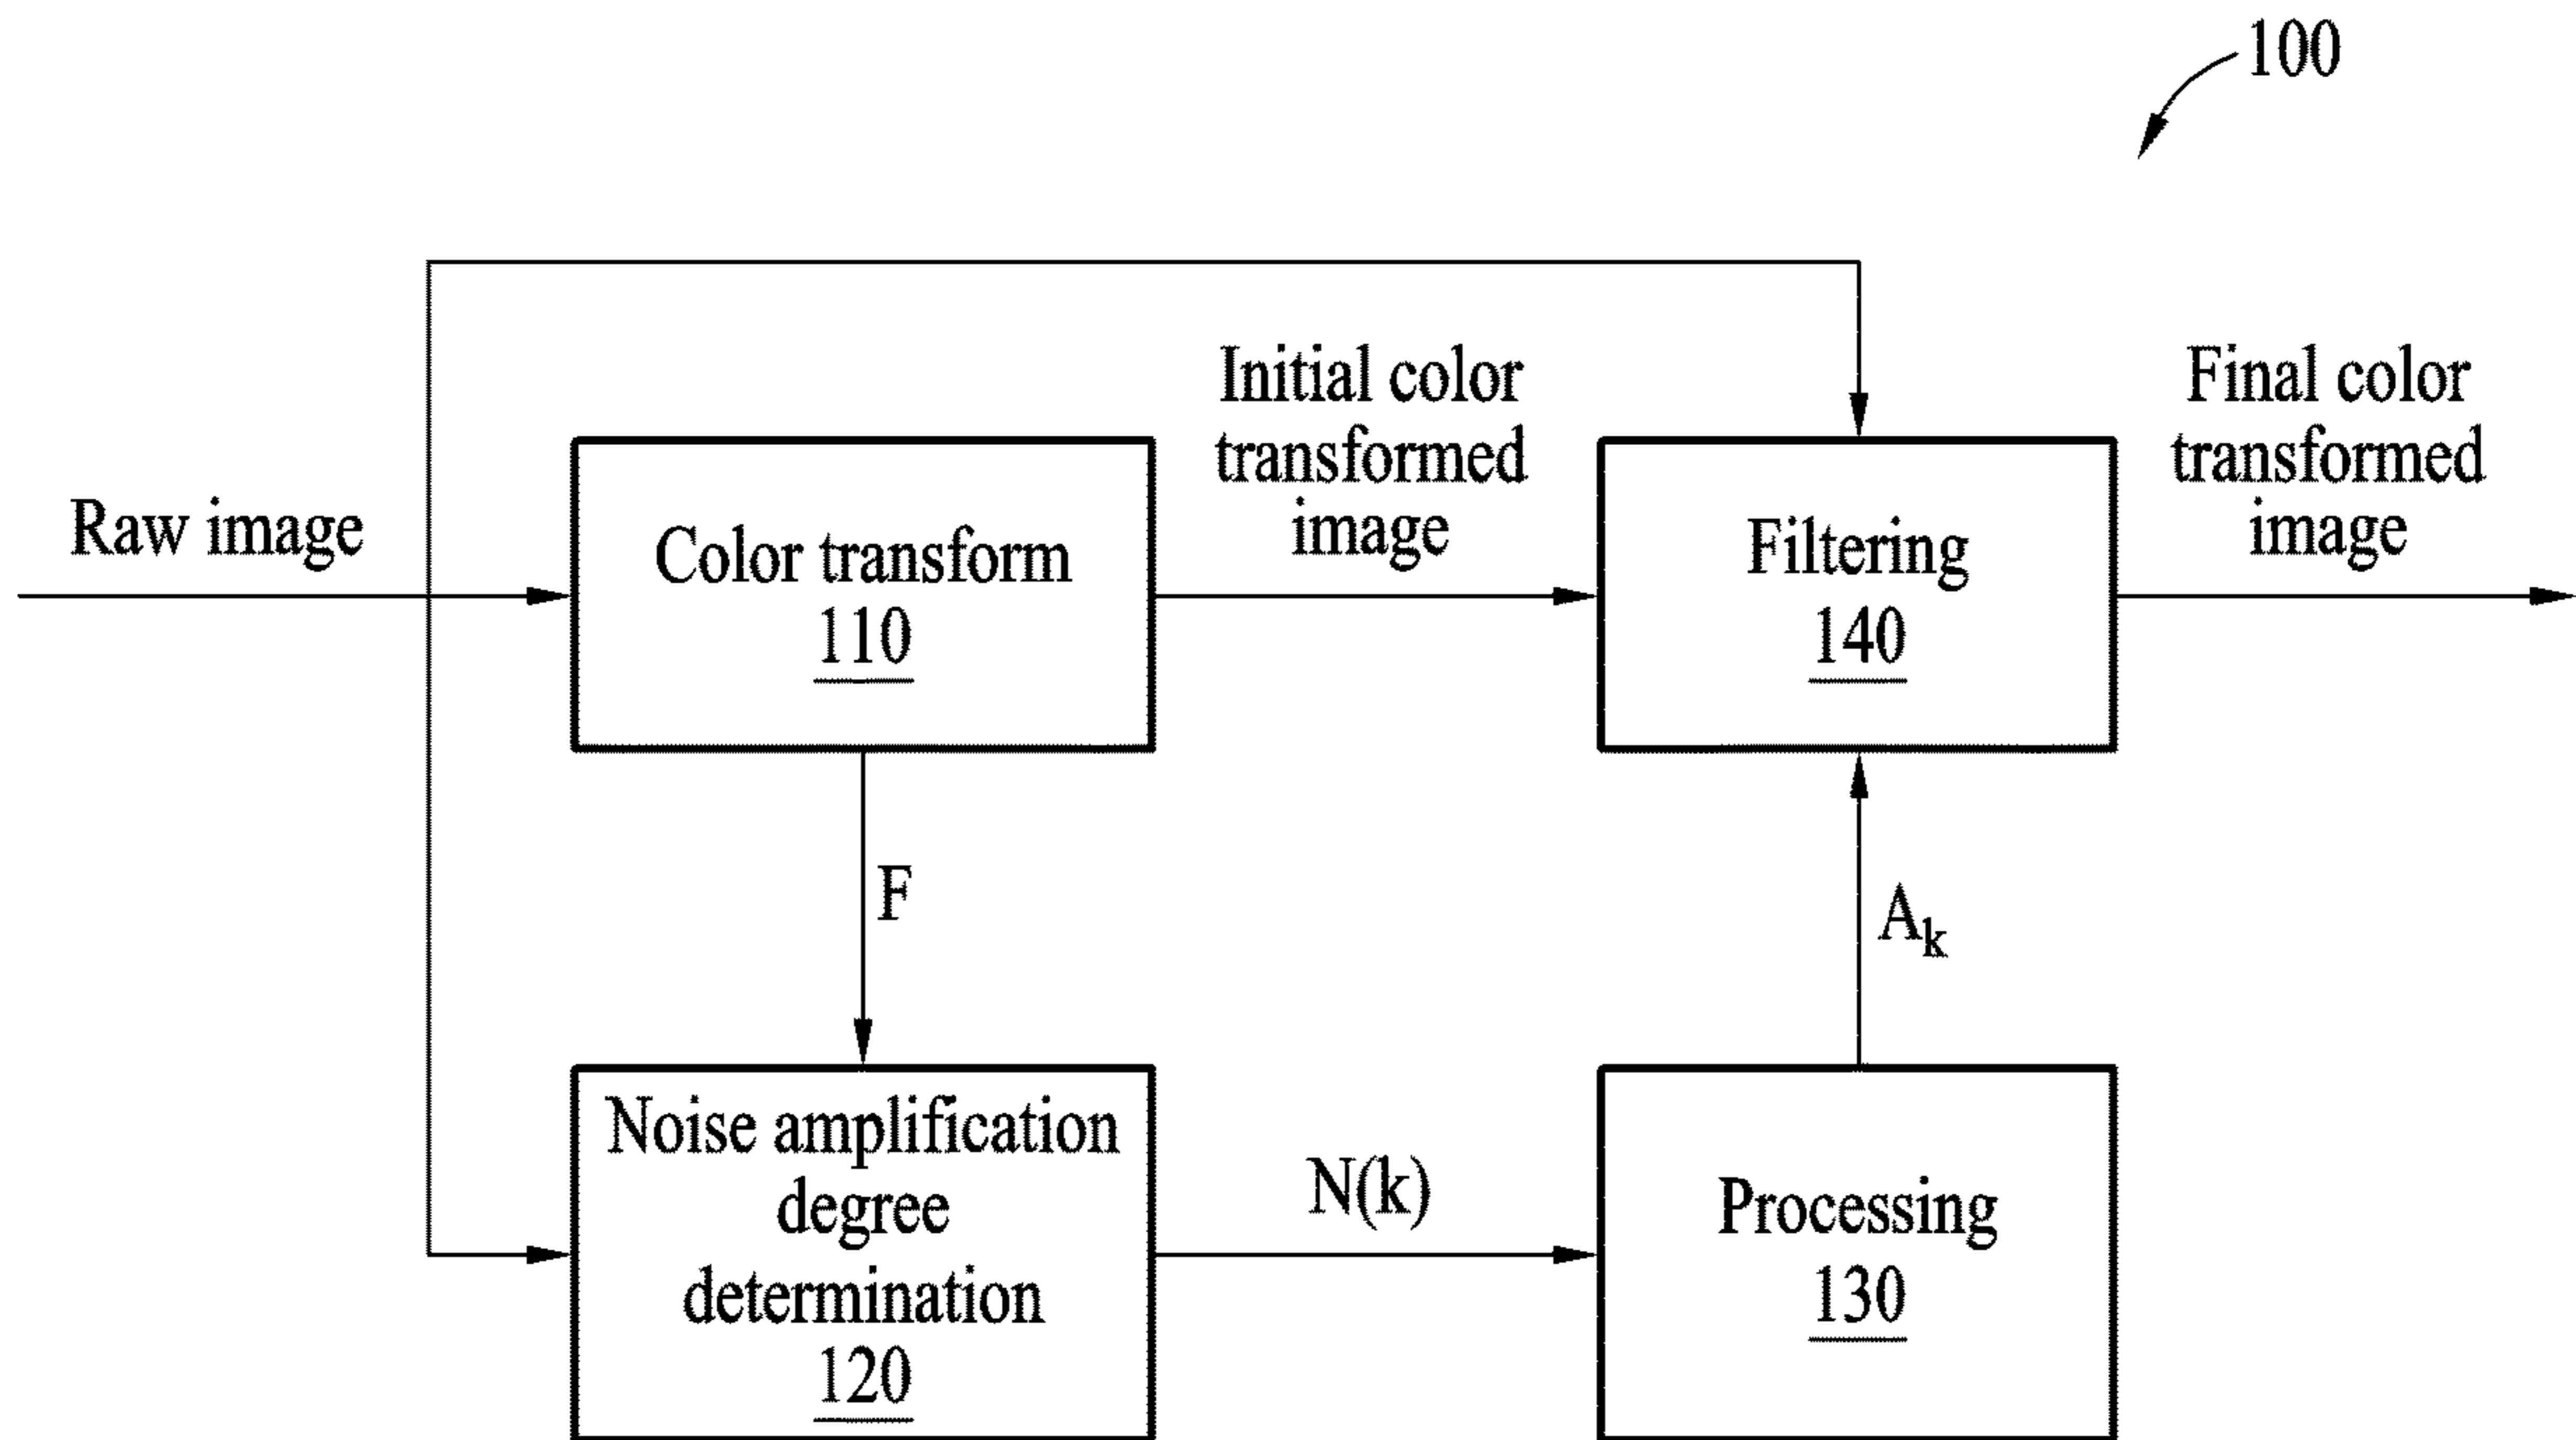 100
Raw image
Color transform
110
Initial color
transformed
image
Filtering
140
Final color
transformed
image
F
A_k
Noise amplification
degree
determination
120
N(k)
Processing
130